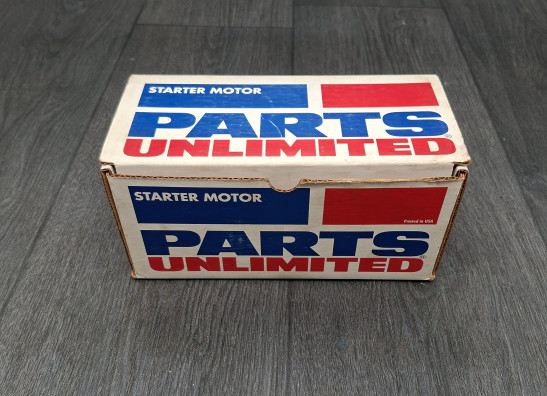 STARTER MOTOR
PARTS
UNLIMITED®
STARTER MOTOR
Printed in USA
PARTS
UNLIMITED®